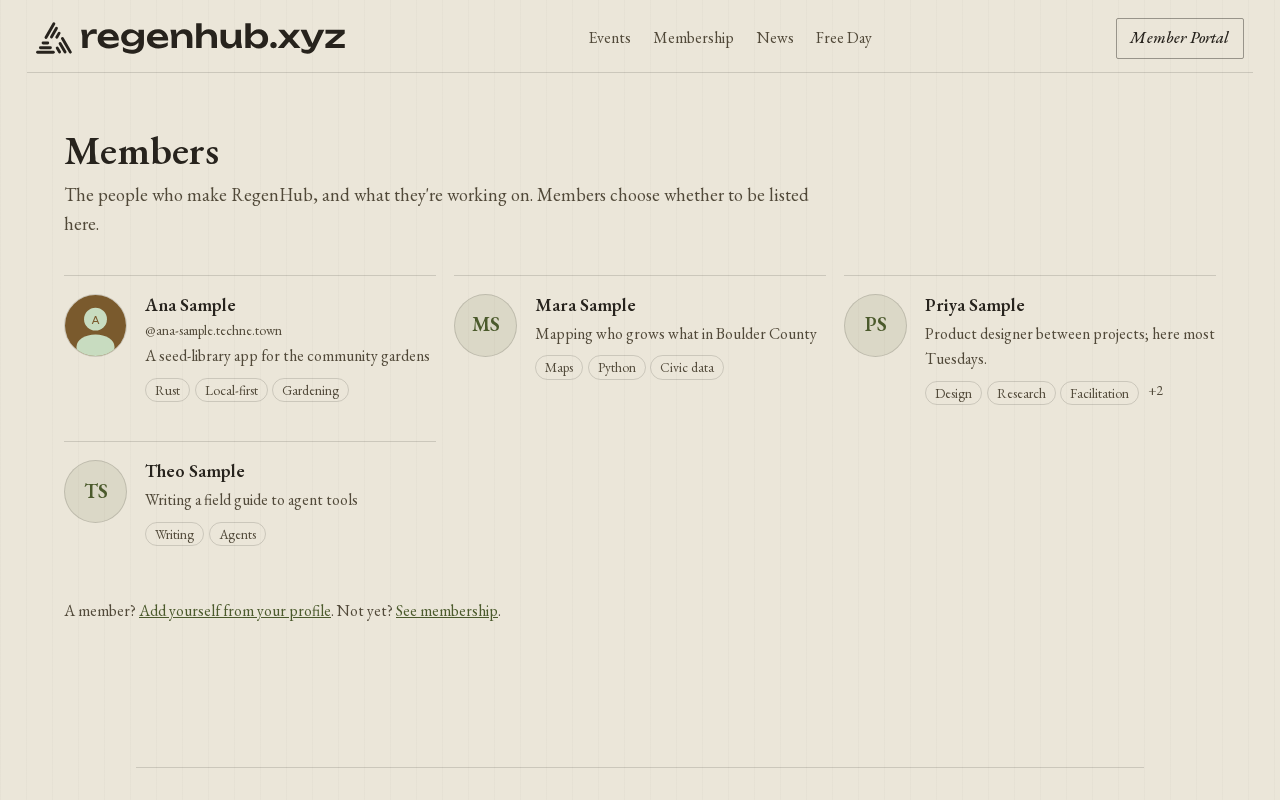 regenhub.xyz
Events Membership News Free Day
Member Portal
Members
The people who make RegenHub, and what they're working on. Members choose whether to be listed
here.
A
Ana Sample
@ana-sample.techne.town
A seed-library app for the community gardens
Rust Local-first Gardening
MS
Mara Sample
Mapping who grows what in Boulder County
Maps Python Civic data
PS
Priya Sample
Product designer between projects; here most
Tuesdays.
Design Research Facilitation +2
TS
Theo Sample
Writing a field guide to agent tools
Writing Agents
A member? Add yourself from your profile. Not yet? See membership.